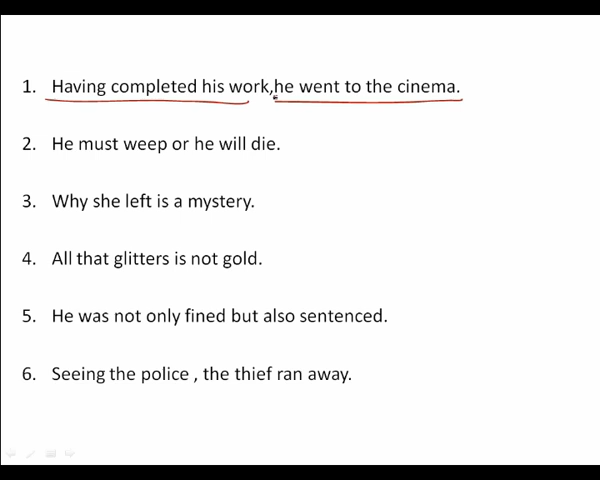 1. Having completed his work,he went to the cinema.
2. He must weep or he will die.
3. Why she left is a mystery.
4. All that glitters is not gold.
5. He was not only fined but also sentenced.
6. Seeing the police , the thief ran away.